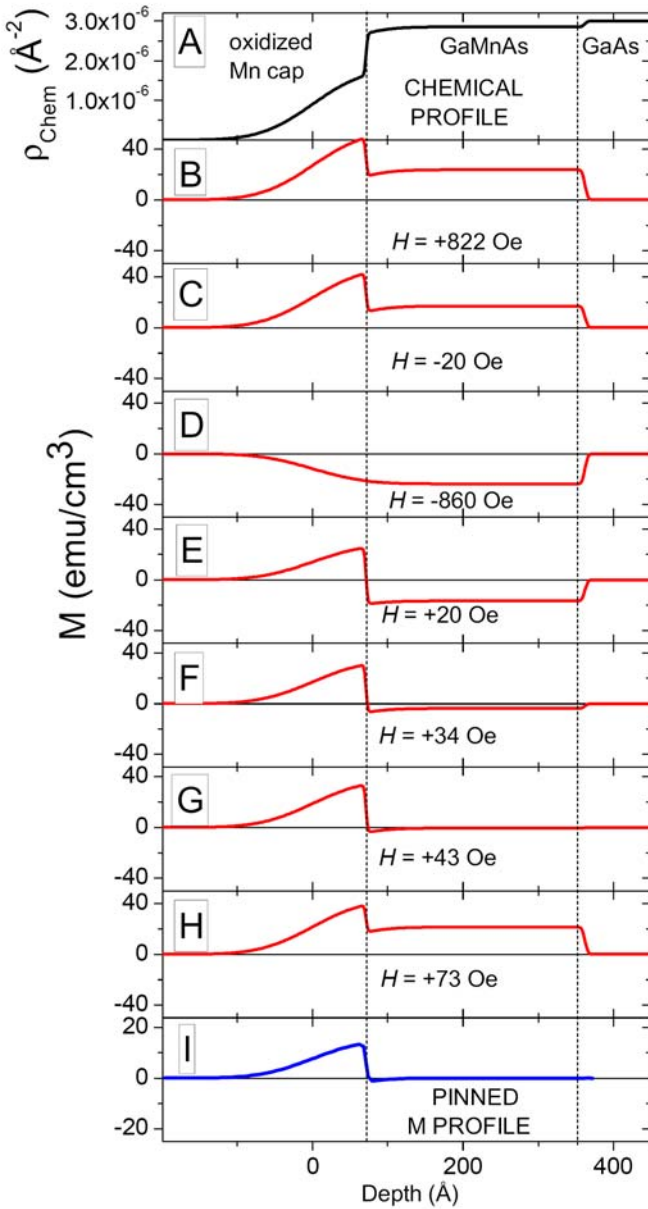 ρChem (Å-2)
3.0x10-6
2.0x10-6
1.0x10-6
A
oxidized
Mn cap
GaMnAs
GaAs
CHEMICAL
PROFILE
M (emu/cm3)
40
0
-40
B
H = +822 Oe
40
0
-40
C
H = -20 Oe
0
-40
D
H = -860 Oe
40
0
-40
E
H = +20 Oe
40
0
-40
F
H = +34 Oe
40
0
G
H = +43 Oe
40
0
-40
H
H = +73 Oe
20
0
-20
I
PINNED
M PROFILE
0 200 400
Depth (Å)